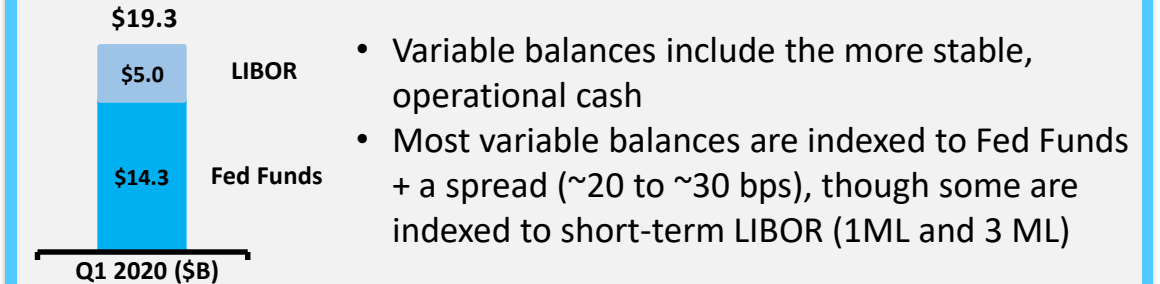 $19.3
$5.0
LIBOR
$14.3
Fed Funds
Q1 2020 ($B)
• Variable balances include the more stable,
operational cash
• Most variable balances are indexed to Fed Funds
+ a spread (~20 to ~30 bps), though some are
indexed to short-term LIBOR (1ML and 3 ML)